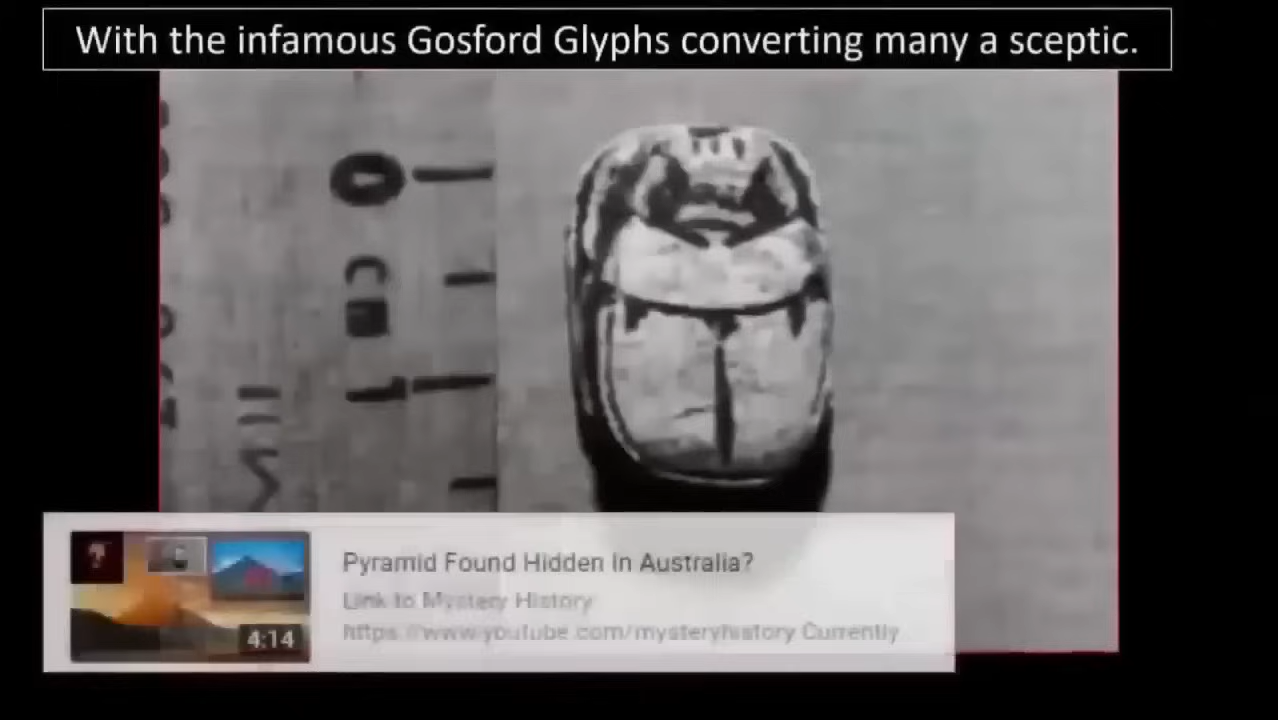 With the infamous Gosford Glyphs converting many a sceptic.
Pyramid Found Hidden In Australia?
Link to Mystery History
https://www.youtube.com/mysteryhistory Currently
4:14